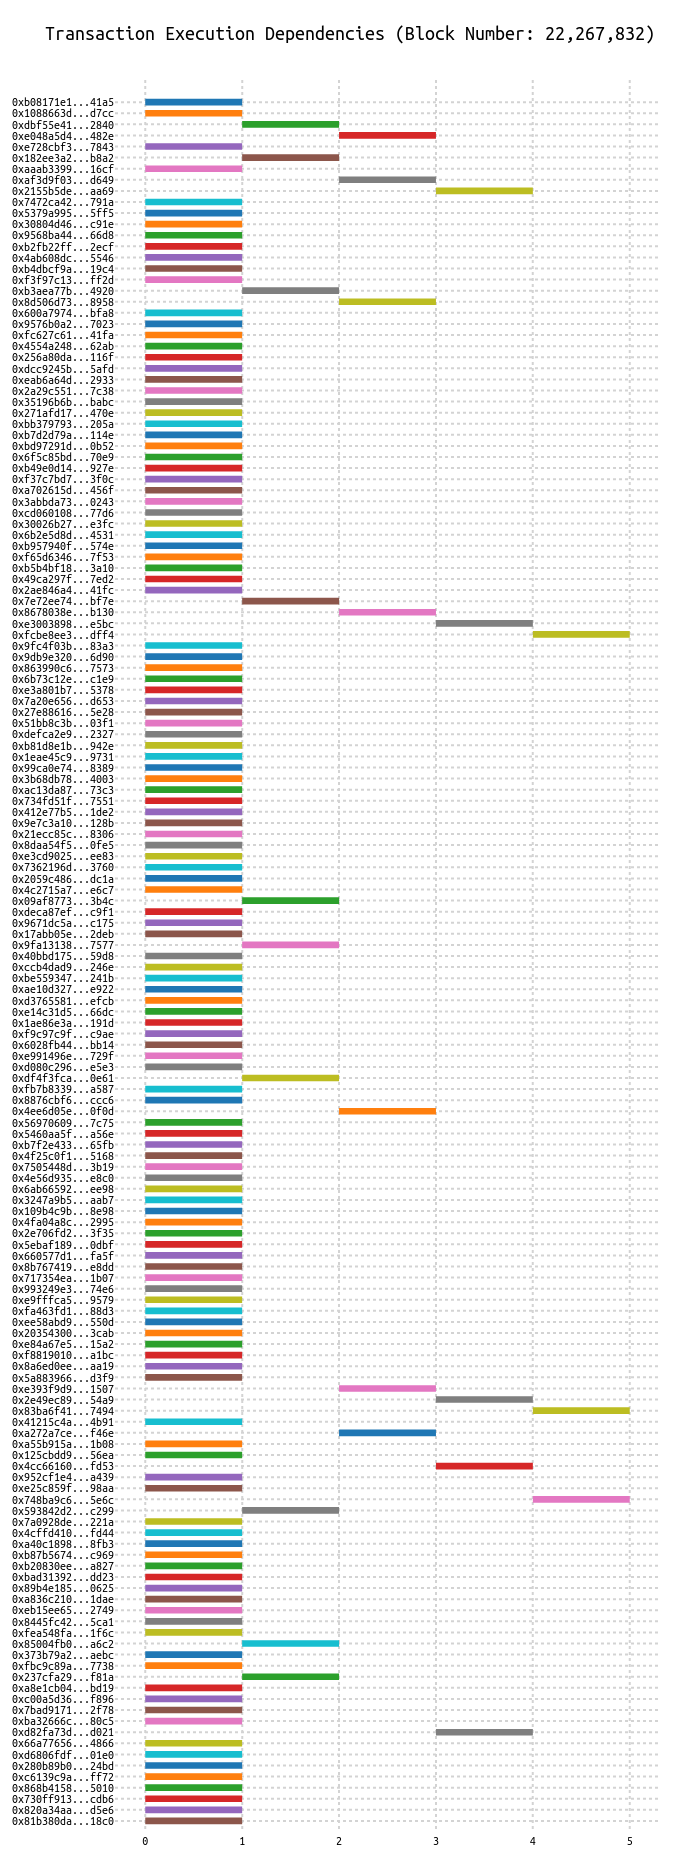 Transaction Execution Dependencies (Block Number: 22,267,832)
0xb08171e1...41a5
0x1088663d...d7cc
0xdbf55e41...2840
0xe048a5d4...482e
0xe728cbf3...7843
0x182ee3a2...b8a2
0xaaab3399...16cf
0xaf3d9f03...d649
0x2155b5de...aa69
0x7472ca42...791a
0x5379a995...5ff5
0x30804d46...c91e
0x9568ba44...66d8
0xb2fb22ff...2ecf
0x4ab608dc...5546
0xb4dbcf9a...19c4
0xf3f97c13...ff2d
0xb3aea77b...4920
0x8d506d73...8958
0x600a7974...bfa8
0x9576b0a2...7023
0xfc627c61...41fa
0x4554a248...62ab
0x256a80da...116f
0xdcc9245b...5afd
0xeab6a64d...2933
0x2a29c551...7c38
0x35196b6b...babc
0x271afd17...470e
0xbb379793...205a
0xb7d2d79a...114e
0xbd97291d...0b52
0x6f5c85bd...70e9
0xb49e0d14...927e
0xf37c7bd7...3f0c
0xa702615d...456f
0x3abbda73...0243
0xcd060108...77d6
0x30026b27...e3fc
0x6b2e5d8d...4531
0xb957940f...574e
0xf65d6346...7f53
0xb5b4bf18...3a10
0x49ca297f...7ed2
0x2ae846a4...41fc
0x7e72ee74...bf7e
0x8678038e...b130
0xe3003898...e5bc
0xfcbe8ee3...dff4
0x9fc4f03b...83a3
0x9db9e320...6d90
0x863990c6...7573
0x6b73c12e...c1e9
0xe3a801b7...5378
0x7a20e656...d653
0x27e88616...5e28
0x51bb8c3b...03f1
0xdefca2e9...2327
0xb81d8e1b...942e
0x1eae45c9...9731
0x99ca0e74...8389
0x3b68db78...4003
0xac13da87...73c3
0x734fd51f...7551
0x412e77b5...1de2
0x9e7c3a10...128b
0x21ecc85c...8306
0x8daa54f5...0fe5
0xe3cd9025...ee83
0x7362196d...3760
0x2059c486...dc1a
0x4c2715a7...e6c7
0x09af8773...3b4c
0xdeca87ef...c9f1
0x9671dc5a...c175
0x17abb05e...2deb
0x9fa13138...7577
0x40bbd175...59d8
0xccb4dad9...246e
0xbe559347...241b
0xae10d327...e922
0xd3765581...efcb
0xe14c31d5...66dc
0x1ae86e3a...191d
0xf9c97c9f...c9ae
0x6028fb44...bb14
0xe991496e...729f
0xd080c296...e5e3
0xdf4f3fca...0e61
0xfb7b8339...a587
0x8876cbf6...ccc6
0x4ee6d05e...0f0d
0x56970609...7c75
0x5460aa5f...a56e
0xb7f2e433...65fb
0x4f25c0f1...5168
0x7505448d...3b19
0x4e56d935...e8c0
0x6ab66592...ee98
0x3247a9b5...aab7
0x109b4c9b...8e98
0x4fa04a8c...2995
0x2e706fd2...3f35
0x5ebaf189...0dbf
0x660577d1...fa5f
0x8b767419...e8dd
0x717354ea...1b07
0x993249e3...74e6
0xe9fffca5...9579
0xfa463fd1...88d3
0xee58abd9...550d
0x20354300...3cab
0xe84a67e5...15a2
0xf8819010...a1bc
0x8a6ed0ee...aa19
0x5a883966...d3f9
0xe393f9d9...1507
0x2e49ec89...54a9
0x83ba6f41...7494
0x41215c4a...4b91
0xa272a7ce...f46e
0xa55b915a...1b08
0x125cbdd9...56ea
0x4cc66160...fd53
0x952cf1e4...a439
0xe25c859f...98aa
0x748ba9c6...5e6c
0x593842d2...c299
0x7a0928de...221a
0x4cffd410...fd44
0xa40c1898...8fb3
0xb87b5674...c969
0xb20830ee...a827
0xbad31392...dd23
0x89b4e185...0625
0xa836c210...1dae
0xeb15ee65...2749
0x8445fc42...5ca1
0xfea548fa...1f6c
0x85004fb0...a6c2
0x373b79a2...aebc
0xfbc9c89a...7738
0x237cfa29...f81a
0xa8e1cb04...bd19
0xc00a5d36...f896
0x7bad9171...2f78
0xba32666c...80c5
0xd82fa73d...d021
0x66a77656...4866
0xd6806fdf...01e0
0x280b89b0...24bd
0xc6139c9a...ff72
0x868b4158...5010
0x730ff913...cdb6
0x820a34aa...d5e6
0x81b380da...18c0
0 1 2 3 4 5